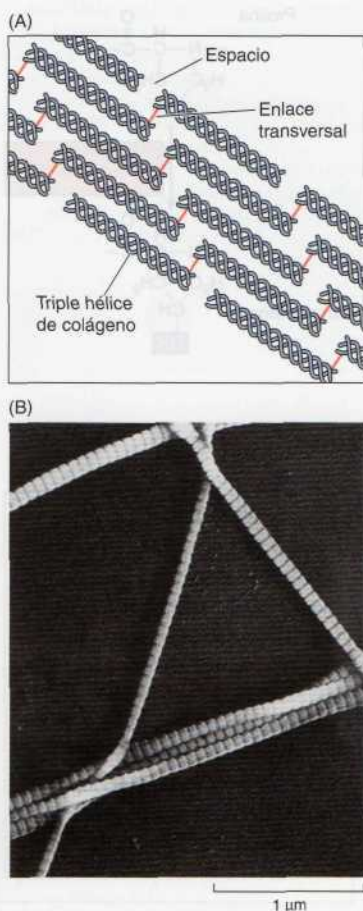 (A)
Espacio
Enlace
transversal
Triple hélice
de colágeno
(B)
1 µm